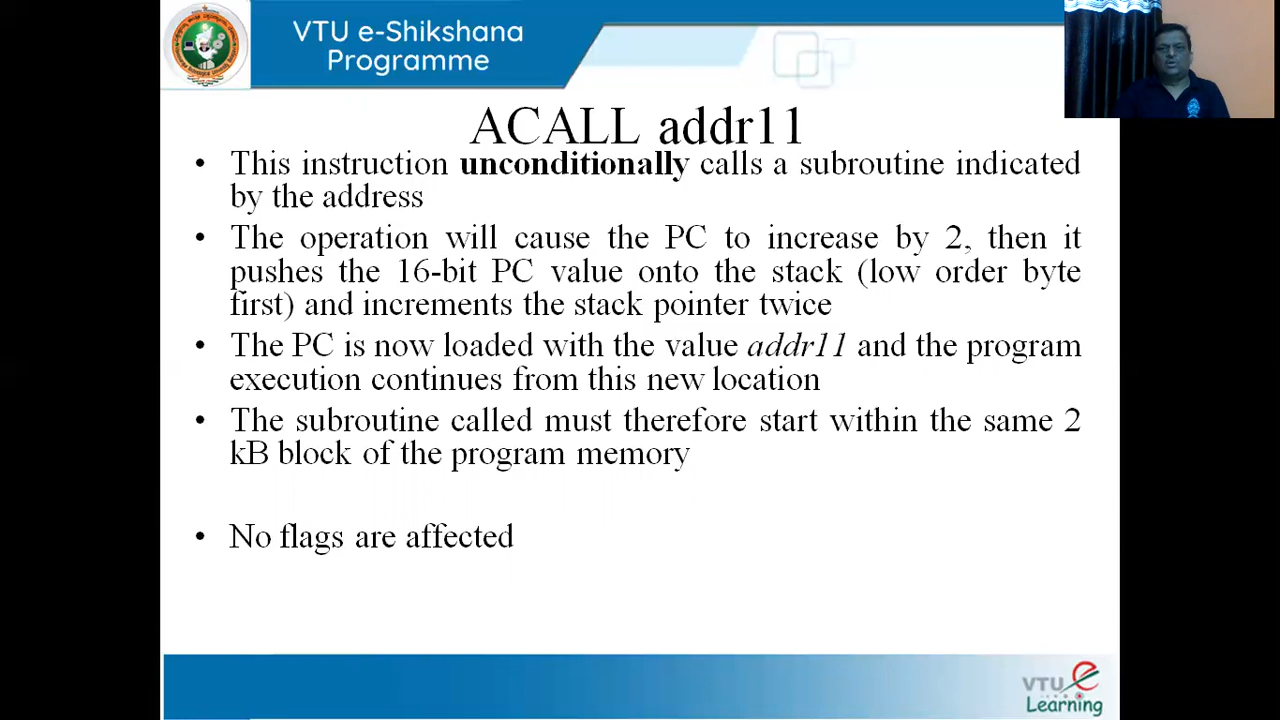 VTU e-Shikshana
Programme
ACALL addr11
• This instruction unconditionally calls a subroutine indicated
by the address
• The operation will cause the PC to increase by 2, then it
pushes the 16-bit PC value onto the stack (low order byte
first) and increments the stack pointer twice
• The PC is now loaded with the value addr11 and the program
execution continues from this new location
• The subroutine called must therefore start within the same 2
kB block of the program memory
• No flags are affected
VTU e
Learning